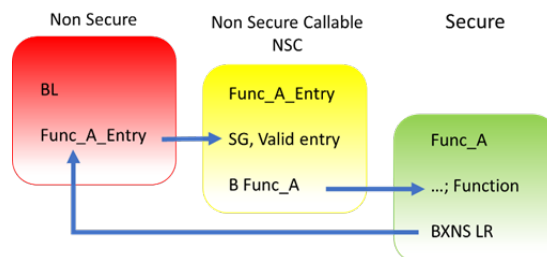 Non Secure
BL
Func_A_Entry
Non Secure Callable
NSC
Func_A_Entry
SG, Valid entry
B Func_A
Secure
Func_A
...; Function
BXNS LR